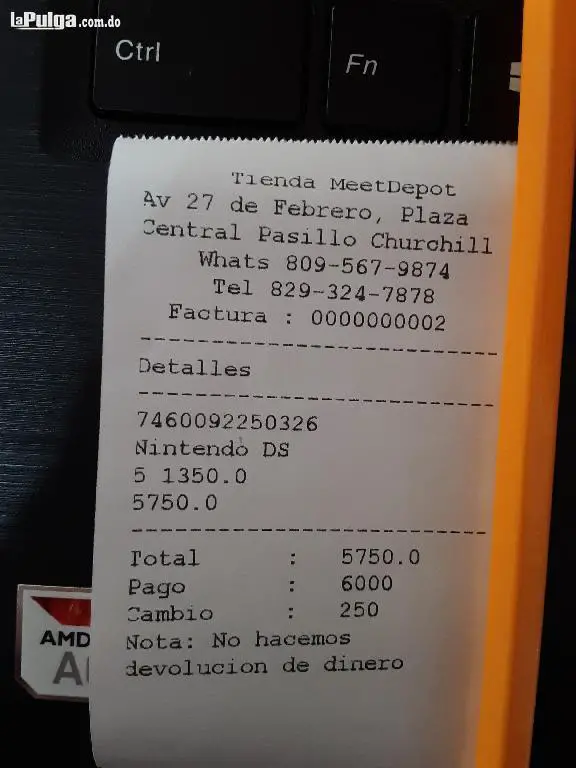 laPulga.com.do
Ctrl
Fn
Tienda MeetDepot
Av 27 de Febrero, Plaza
Central Pasillo Churchill
Whats 809-567-9874
Tel 829-324-7878
Factura : 0000000002
Detalles
7460092250326
Nintendo DS
5 1350.0
5750.0
Total : 5750.0
Pago : 6000
Cambio : 250
Nota: No hacemos
devolucion de dinero
AMD